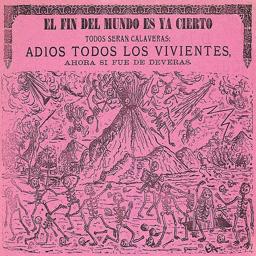 EL FIN DEL MUNDO ES YA CIERTO
TODOS SERAN CALAVERAS:
ADIOS TODOS LOS VIVIENTES,
AHORA SI FUE DE DEVERAS.